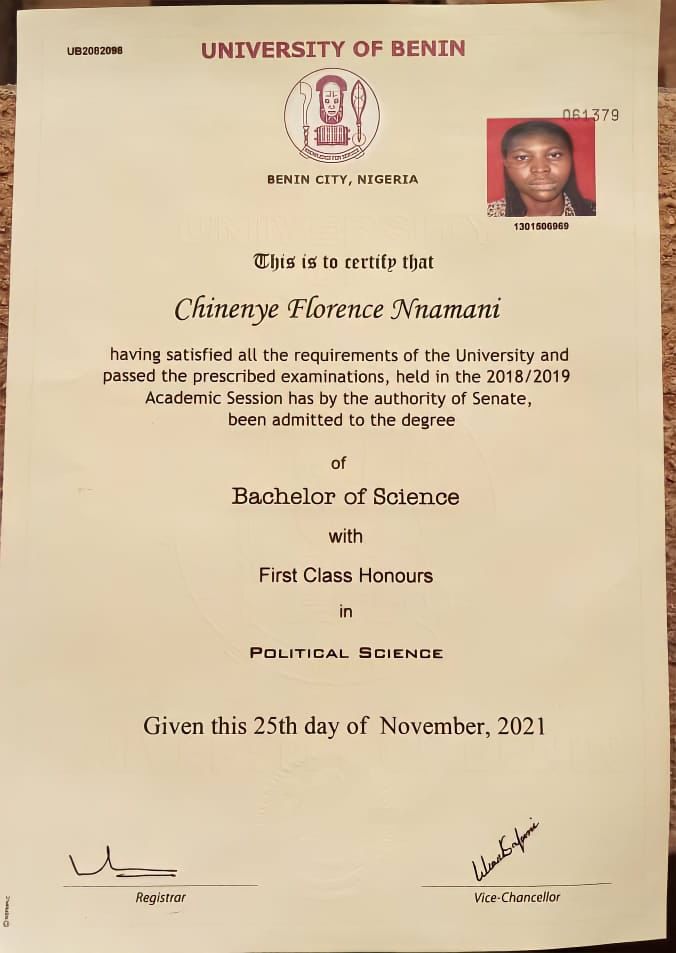 UB2082098
UNIVERSITY OF BENIN
061379
KNOWLEDGE FOR SERVICE
BENIN CITY, NIGERIA
1301506969
This is to certify that
Chinenye Florence Nnamani
having satisfied all the requirements of the University and
passed the prescribed examinations, held in the 2018/2019
Academic Session has by the authority of Senate,
been admitted to the degree
of
Bachelor of Science
with
First Class Honours
in
POLITICAL SCIENCE
Given this 25th day of November, 2021
Registrar
Vice-Chancellor